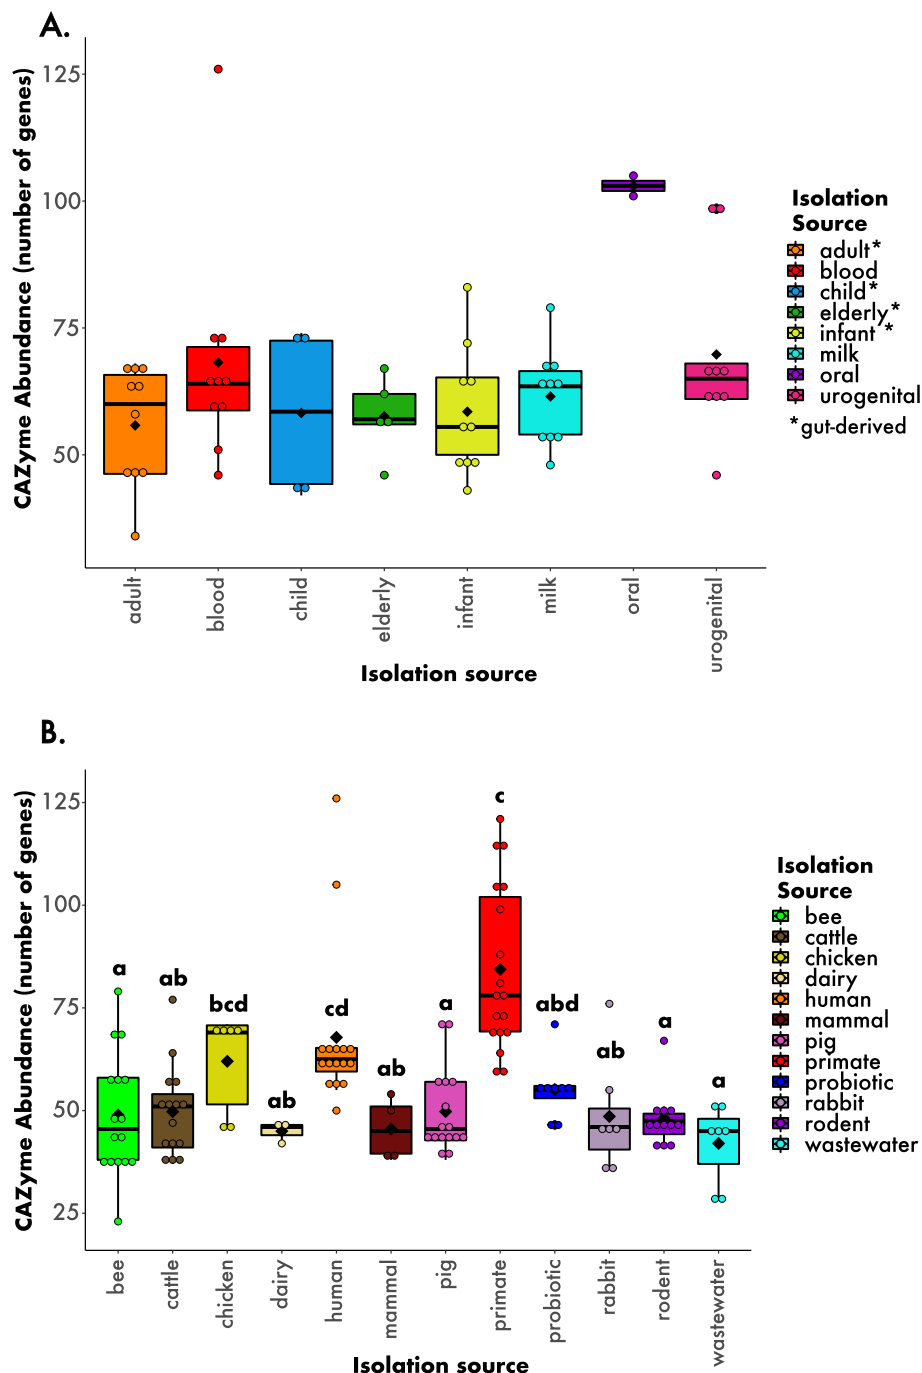 A.
CAZyme Abundance (number of genes)
125
100
75
50
adult
blood
child
elderly
infant
milk
oral
urogenital
Isolation source
Isolation
Source
adult*
blood
child*
elderly*
infant *
milk
oral
urogenital
*gut-derived
B.
CAZyme Abundance (number of genes)
125
100
75
50
25
a
ab
bcd
ab
cd
ab
a
c
abd
ab
a
a
bee
cattle
chicken
dairy
human
mammal
pig
primate
probiotic
rabbit
rodent
wastewater
Isolation source
Isolation
Source
bee
cattle
chicken
dairy
human
mammal
pig
primate
probiotic
rabbit
rodent
wastewater